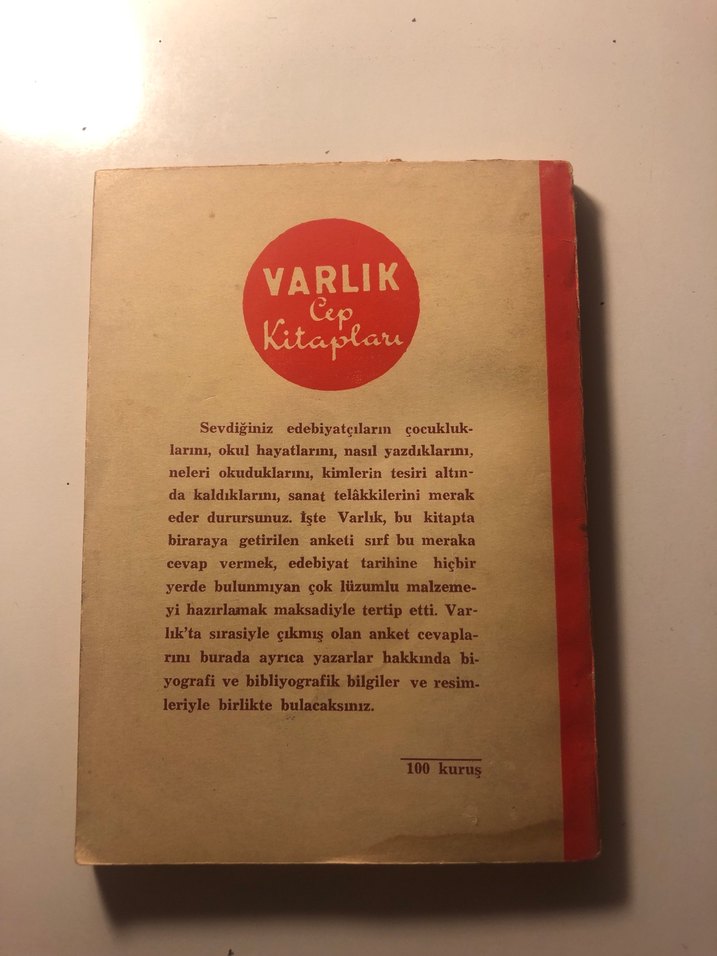 VARLIK
Cep
Kitapları
Sevdiğiniz edebiyatçıların çocukluk-
larını, okul hayatlarını, nasıl yazdıklarını,
neleri okuduklarını, kimlerin tesiri altın-
da kaldıklarını, sanat telâkkilerini merak
eder durursunuz. İşte Varlık, bu kitapta
biraraya getirilen anketi sırf bu meraka
cevap vermek, edebiyat tarihine hiçbir
yerde bulunmıyan çok lüzumlu malzeme-
yi hazırlamak maksadiyle tertip etti. Var-
lık'ta sırasiyle çıkmış olan anket cevapla-
rını burada ayrıca yazarlar hakkında bi-
yografi ve bibliyografik bilgiler ve resim-
leriyle birlikte bulacaksınız.
100 kuruş